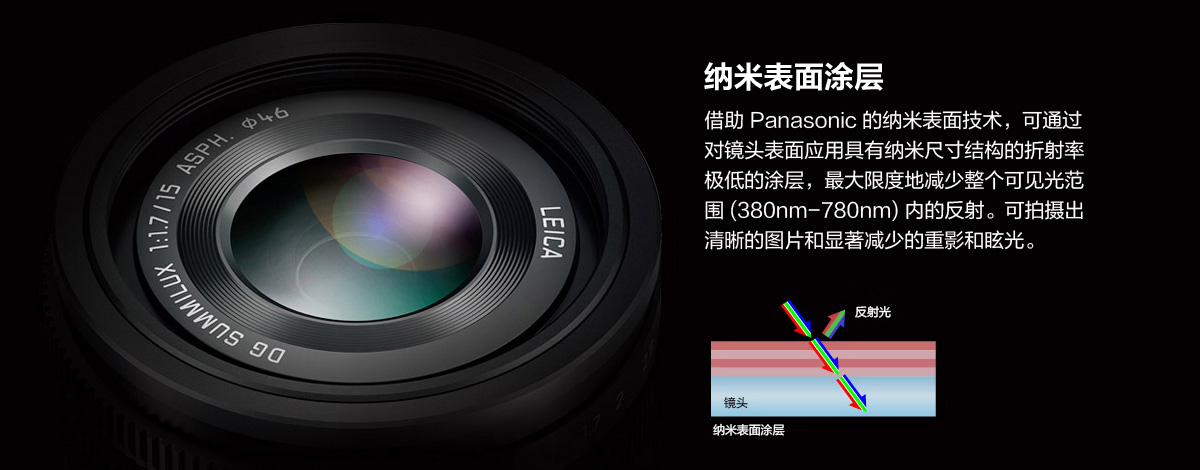 纳米表面涂层
借助 Panasonic 的纳米表面技术，可通过
对镜头表面应用具有纳米尺寸结构的折射率
极低的涂层，最大限度地减少整个可见光范
围 (380nm-780nm) 内的反射。可拍摄出
清晰的图片和显著减少的重影和眩光。
反射光
镜头
纳米表面涂层
DG SUMMILUX 1:1.7/15 ASPH. Φ46
LEICA